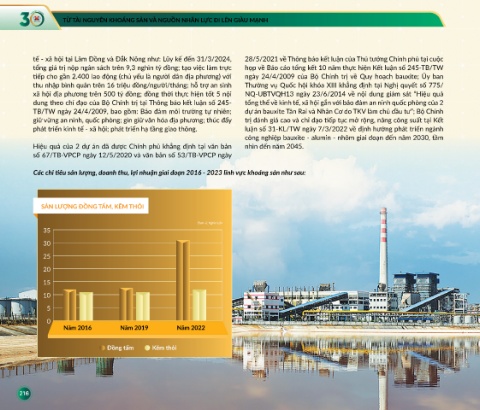 30 TỪ TÀI NGUYÊN KHOÁNG SẢN VÀ NGUỒN NHÂN LỰC ĐI LÊN GIÀU MẠNH
tế - xã hội tại Lâm Đồng và Đắk Nông như: Lũy kế đến 31/3/2024,
tổng giá trị nộp ngân sách trên 9,3 nghìn tỷ đồng; tạo việc làm trực
tiếp cho gần 2.400 lao động (chủ yếu là người dân địa phương) với
thu nhập bình quân trên 16 triệu đồng/người/tháng; hỗ trợ an sinh
xã hội địa phương trên 500 tỷ đồng; đồng thời thực hiện tốt 5 nội
dung theo chỉ đạo của Bộ Chính trị tại Thông báo kết luận số 245-
TB/TW ngày 24/4/2009, bao gồm: Bảo đảm môi trường tự nhiên;
giữ vững an ninh, quốc phòng; gìn giữ văn hóa địa phương; thúc đẩy
phát triển kinh tế - xã hội; phát triển hạ tầng giao thông.
Hiệu quả của 2 dự án đã được Chính phủ khẳng định tại văn bản
số 67/TB-VPCP ngày 12/5/2020 và văn bản số 53/TB-VPCP ngày
28/5/2021 về Thông báo kết luận của Thủ tướng Chính phủ tại cuộc
họp về Báo cáo tổng kết 10 năm thực hiện Kết luận số 245-TB/TW
ngày 24/4/2009 của Bộ Chính trị về Quy hoạch bauxite; Ủy ban
Thường vụ Quốc hội khóa XIII khẳng định tại Nghị quyết số 775/
NQ-UBTVQH13 ngày 23/6/2014 về nội dung giám sát "Hiệu quả
tổng thể về kinh tế, xã hội gắn với bảo đảm an ninh quốc phòng của 2
dự án bauxite Tân Rai và Nhân Cơ do TKV làm chủ đầu tư"; Bộ Chính
trị đánh giá cao và chỉ đạo tiếp tục mở rộng, nâng công suất tại Kết
luận số 31-KL/TW ngày 7/3/2022 về định hướng phát triển ngành
công nghiệp bauxite - alumin - nhôm giai đoạn đến năm 2030, tầm
nhìn đến năm 2045.
Các chỉ tiêu sản lượng, doanh thu, lợi nhuận giai đoạn 2016 - 2023 lĩnh vực khoáng sản như sau:
SẢN LƯỢNG ĐỒNG TẤM, KẼM THỎI
35
30
25
20
15
10
5
0
Năm 2016 Năm 2019 Năm 2022
Đồng tấm Kẽm thỏi
216